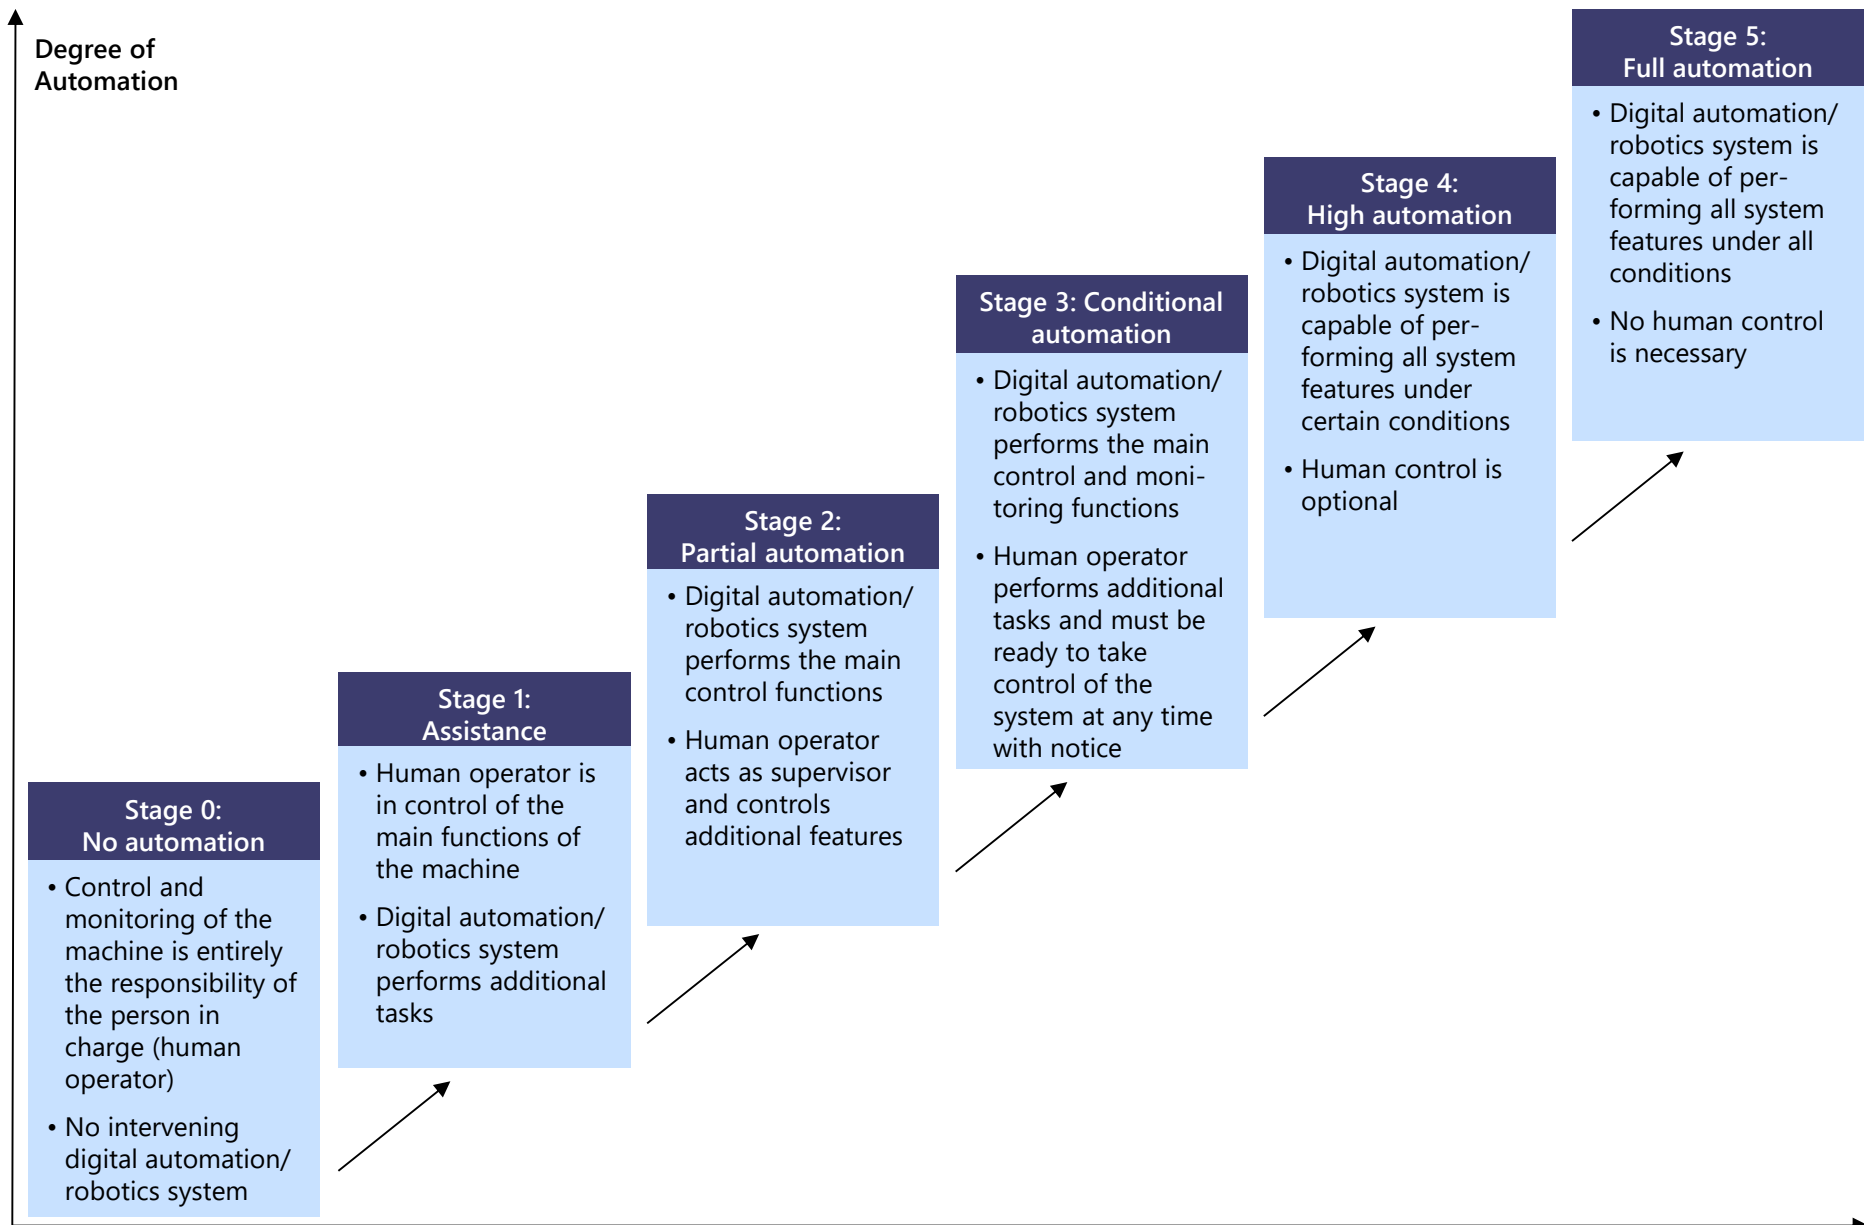 Degree of
Automation
Stage 0:
No automation
• Control and
monitoring of the
machine is entirely
the responsibility of
the person in
charge (human
operator)
• No intervening
digital automation/
robotics system
Stage 1:
Assistance
• Human operator is
in control of the
main functions of
the machine
• Digital automation/
robotics system
performs additional
tasks
Stage 2:
Partial automation
• Digital automation/
robotics system
performs the main
control functions
• Human operator
acts as supervisor
and controls
additional features
Stage 3: Conditional
automation
• Digital automation/
robotics system
performs the main
control and moni-
toring functions
• Human operator
performs additional
tasks and must be
ready to take
control of the
system at any time
with notice
Stage 4:
High automation
• Digital automation/
robotics system is
capable of per-
forming all system
features under
certain conditions
• Human control is
optional
Stage 5:
Full automation
• Digital automation/
robotics system is
capable of per-
forming all system
features under all
conditions
• No human control
is necessary